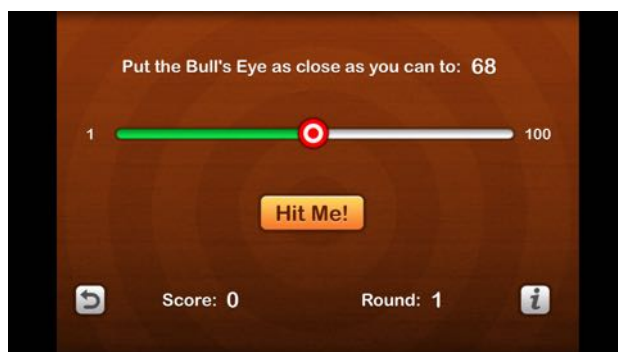 Put the Bull's Eye as close as you can to: 68
1 100
Hit Me!
Score: 0 Round: 1 i